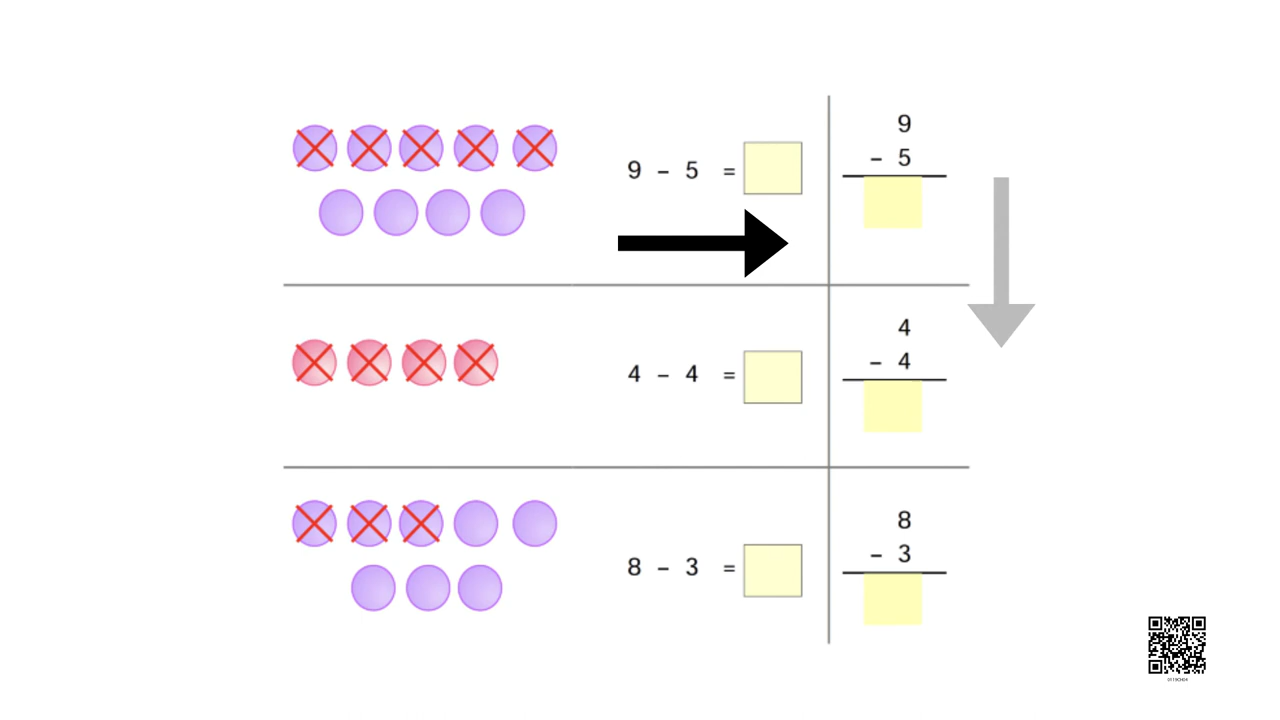 9 – 5 =
9
– 5
4 – 4 =
4
– 4
8 – 3 =
8
– 3